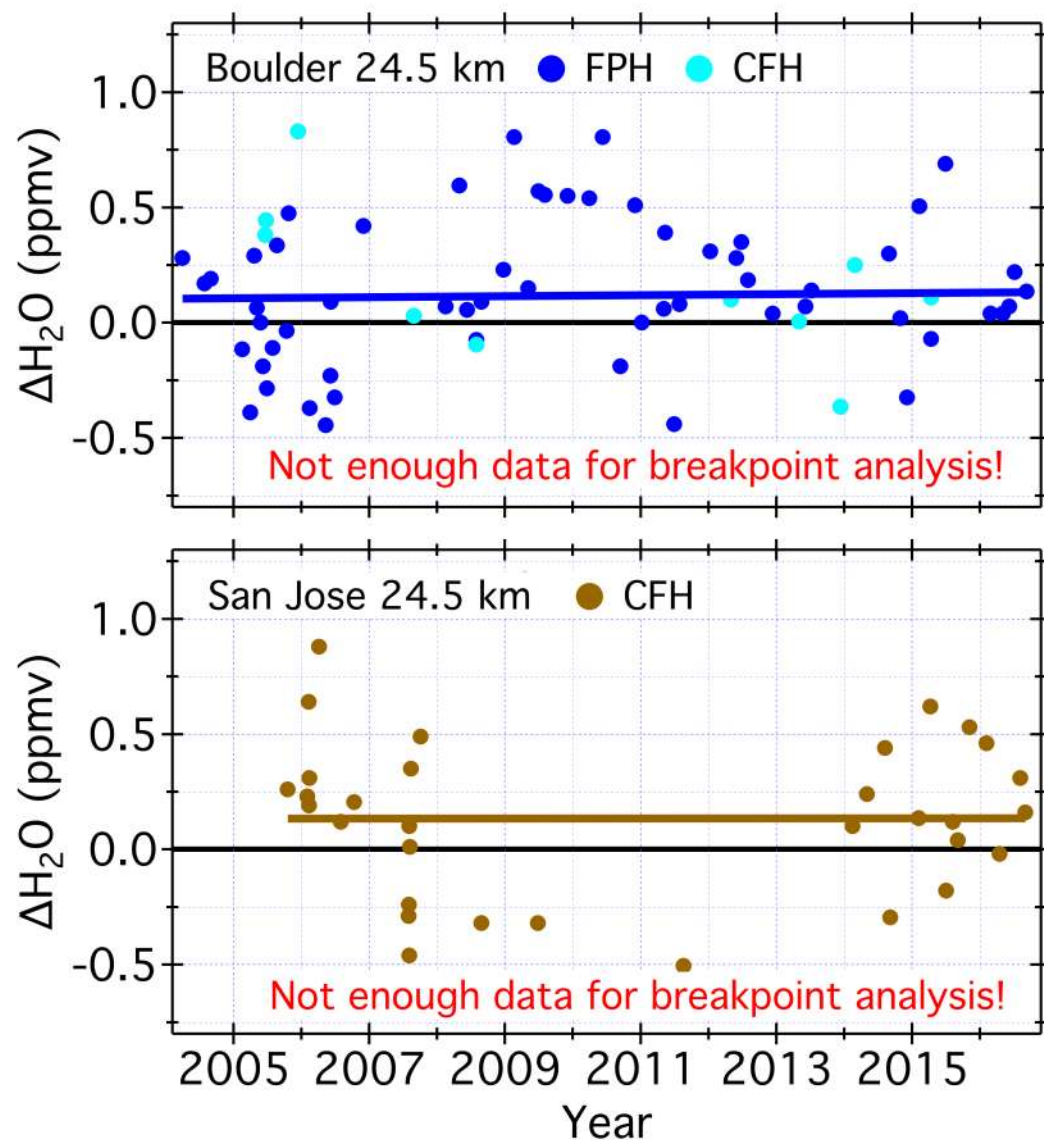 Boulder 24.5 km FPH CFH
1.0
0.5
0.0
-0.5
ΔH₂O (ppmv)
Not enough data for breakpoint analysis!
San Jose 24.5 km CFH
1.0
0.5
0.0
-0.5
ΔH₂O (ppmv)
Not enough data for breakpoint analysis!
2005 2007 2009 2011 2013 2015
Year